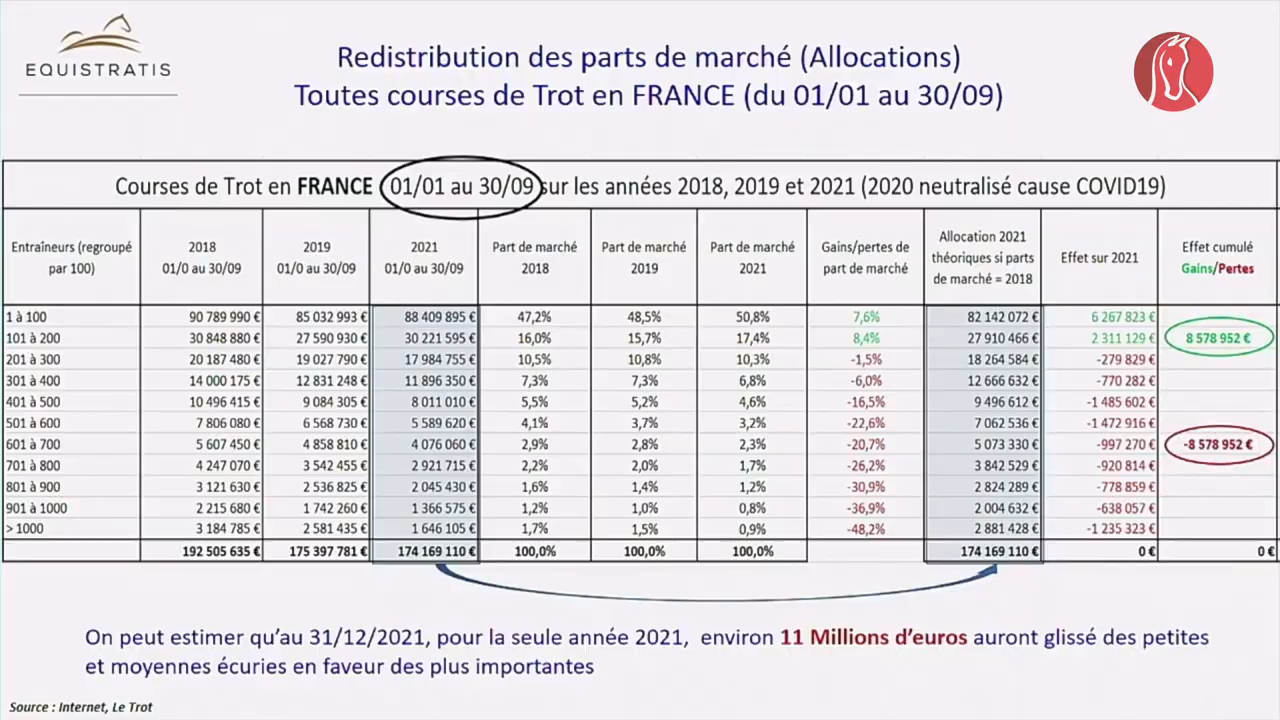 EQUISTRATIS
Redistribution des parts de marché (Allocations)
Toutes courses de Trot en FRANCE (du 01/01 au 30/09)
Courses de Trot en FRANCE (01/01 au 30/09 sur les années 2018, 2019 et 2021 (2020 neutralisé cause COVID19)
Entraîneurs (regroupé par 100) 2018 01/0 au 30/09 2019 01/0 au 30/09 2021 01/0 au 30/09 Part de marché 2018 Part de marché 2019 Part de marché 2021 Gains/pertes de part de marché Allocation 2021 théoriques si parts de marché = 2018 Effet sur 2021 Effet cumulé Gains/Pertes
1 à 100 90 789 990 € 85 032 993 € 88 409 895 € 47,2% 48,5% 50,8% 7,6% 82 142 072 € 6 267 823 €
101 à 200 30 848 880 € 27 590 930 € 30 221 595 € 16,0% 15,7% 17,4% 8,4% 27 910 466 € 2 311 129 € 8 578 952 €
201 à 300 20 187 480 € 19 027 790 € 17 984 755 € 10,5% 10,8% 10,3% -1,5% 18 264 584 € -279 829 €
301 à 400 14 000 175 € 12 831 248 € 11 896 350 € 7,3% 7,3% 6,8% -6,0% 12 666 632 € -770 282 €
401 à 500 10 496 415 € 9 084 305 € 8 011 010 € 5,5% 5,2% 4,6% -16,5% 9 496 612 € -1 485 602 €
501 à 600 7 806 080 € 6 568 730 € 5 589 620 € 4,1% 3,7% 3,2% -22,6% 7 062 536 € -1 472 916 €
601 à 700 5 607 450 € 4 858 810 € 4 076 060 € 2,9% 2,8% 2,3% -20,7% 5 073 330 € -997 270 € -8 578 952 €
701 à 800 4 247 070 € 3 542 455 € 2 921 715 € 2,2% 2,0% 1,7% -26,2% 3 842 529 € -920 814 €
801 à 900 3 121 630 € 2 536 825 € 2 045 430 € 1,6% 1,4% 1,2% -30,9% 2 824 289 € -778 859 €
901 à 1000 2 215 680 € 1 742 260 € 1 366 575 € 1,2% 1,0% 0,8% -36,9% 2 004 632 € -638 057 €
> 1000 3 184 785 € 2 581 435 € 1 646 105 € 1,7% 1,5% 0,9% -48,2% 2 881 428 € -1 235 323 €
192 505 635 € 175 397 781 € 174 169 110 € 100,0% 100,0% 100,0% 174 169 110 € 0 € 0 €
On peut estimer qu'au 31/12/2021, pour la seule année 2021, environ 11 Millions d'euros auront glissé des petites
et moyennes écuries en faveur des plus importantes
Source : Internet, Le Trot